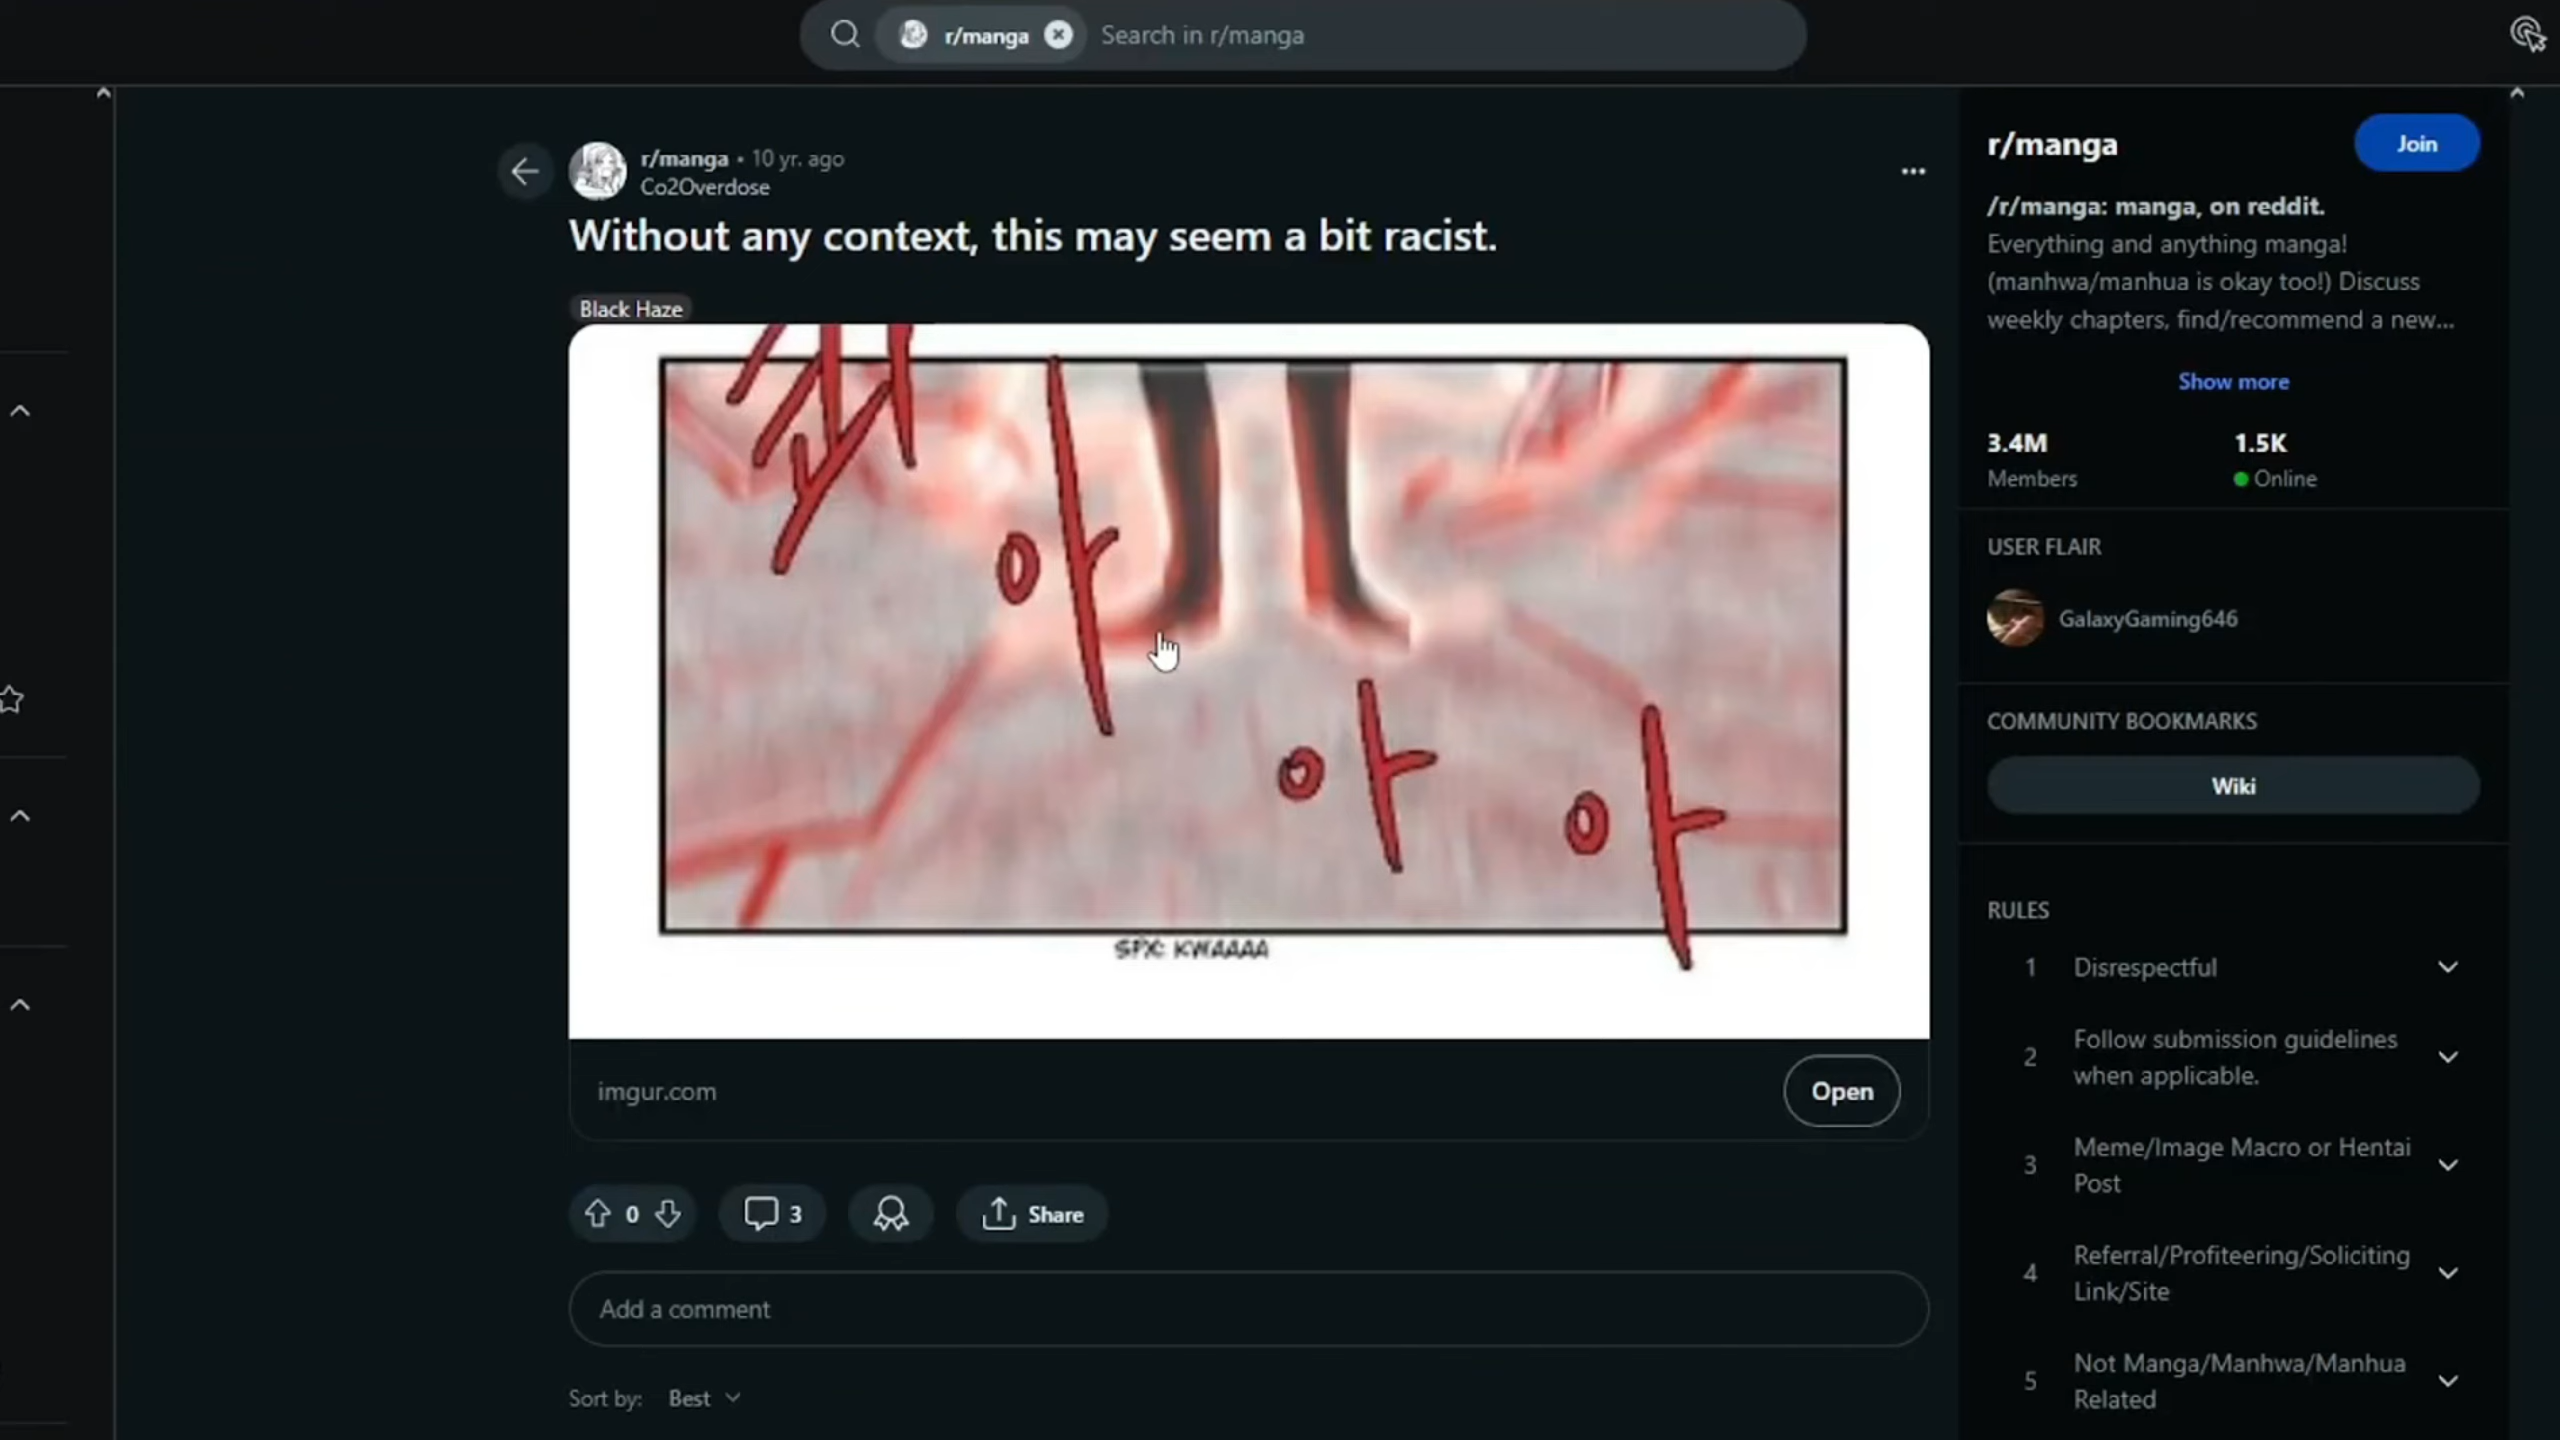 r/manga
Search in r/manga
r/manga • 10 yr. ago
Co2Overdose
Without any context, this may seem a bit racist.
Black Haze
아
아
아
SFX: KWAAAA
imgur.com
Open
0
3
Share
Add a comment
Sort by: Best
r/manga
Join
/r/manga: manga, on reddit.
Everything and anything manga!
(manhwa/manhua is okay too!) Discuss
weekly chapters, find/recommend a new...
Show more
3.4M
1.5K
Members
Online
USER FLAIR
GalaxyGaming646
COMMUNITY BOOKMARKS
Wiki
RULES
1 Disrespectful
2 Follow submission guidelines
when applicable.
3 Meme/Image Macro or Hentai
Post
4 Referral/Profiteering/Soliciting
Link/Site
5 Not Manga/Manhwa/Manhua
Related